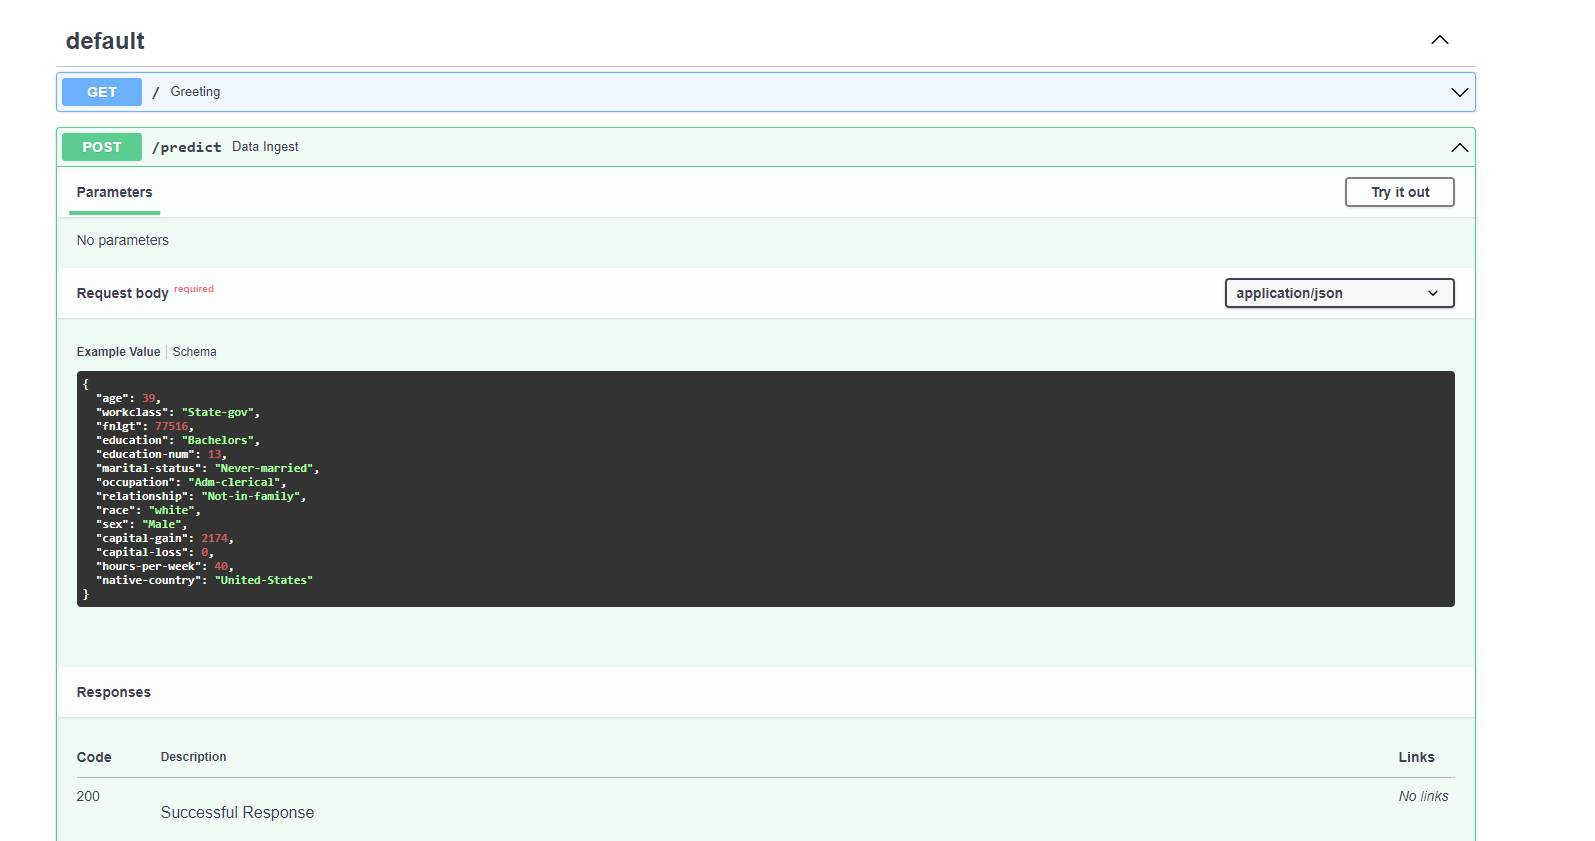 default
GET / Greeting
POST /predict Data Ingest
Parameters Try it out
No parameters
Request body required application/json
Example Value Schema
{
"age": 39,
"workclass": "State-gov",
"fnlgt": 77516,
"education": "Bachelors",
"education-num": 13,
"marital-status": "Never-married",
"occupation": "Adm-clerical",
"relationship": "Not-in-family",
"race": "white",
"sex": "Male",
"capital-gain": 2174,
"capital-loss": 0,
"hours-per-week": 40,
"native-country": "United-States"
}
Responses
Code Description Links
200 Successful Response No links